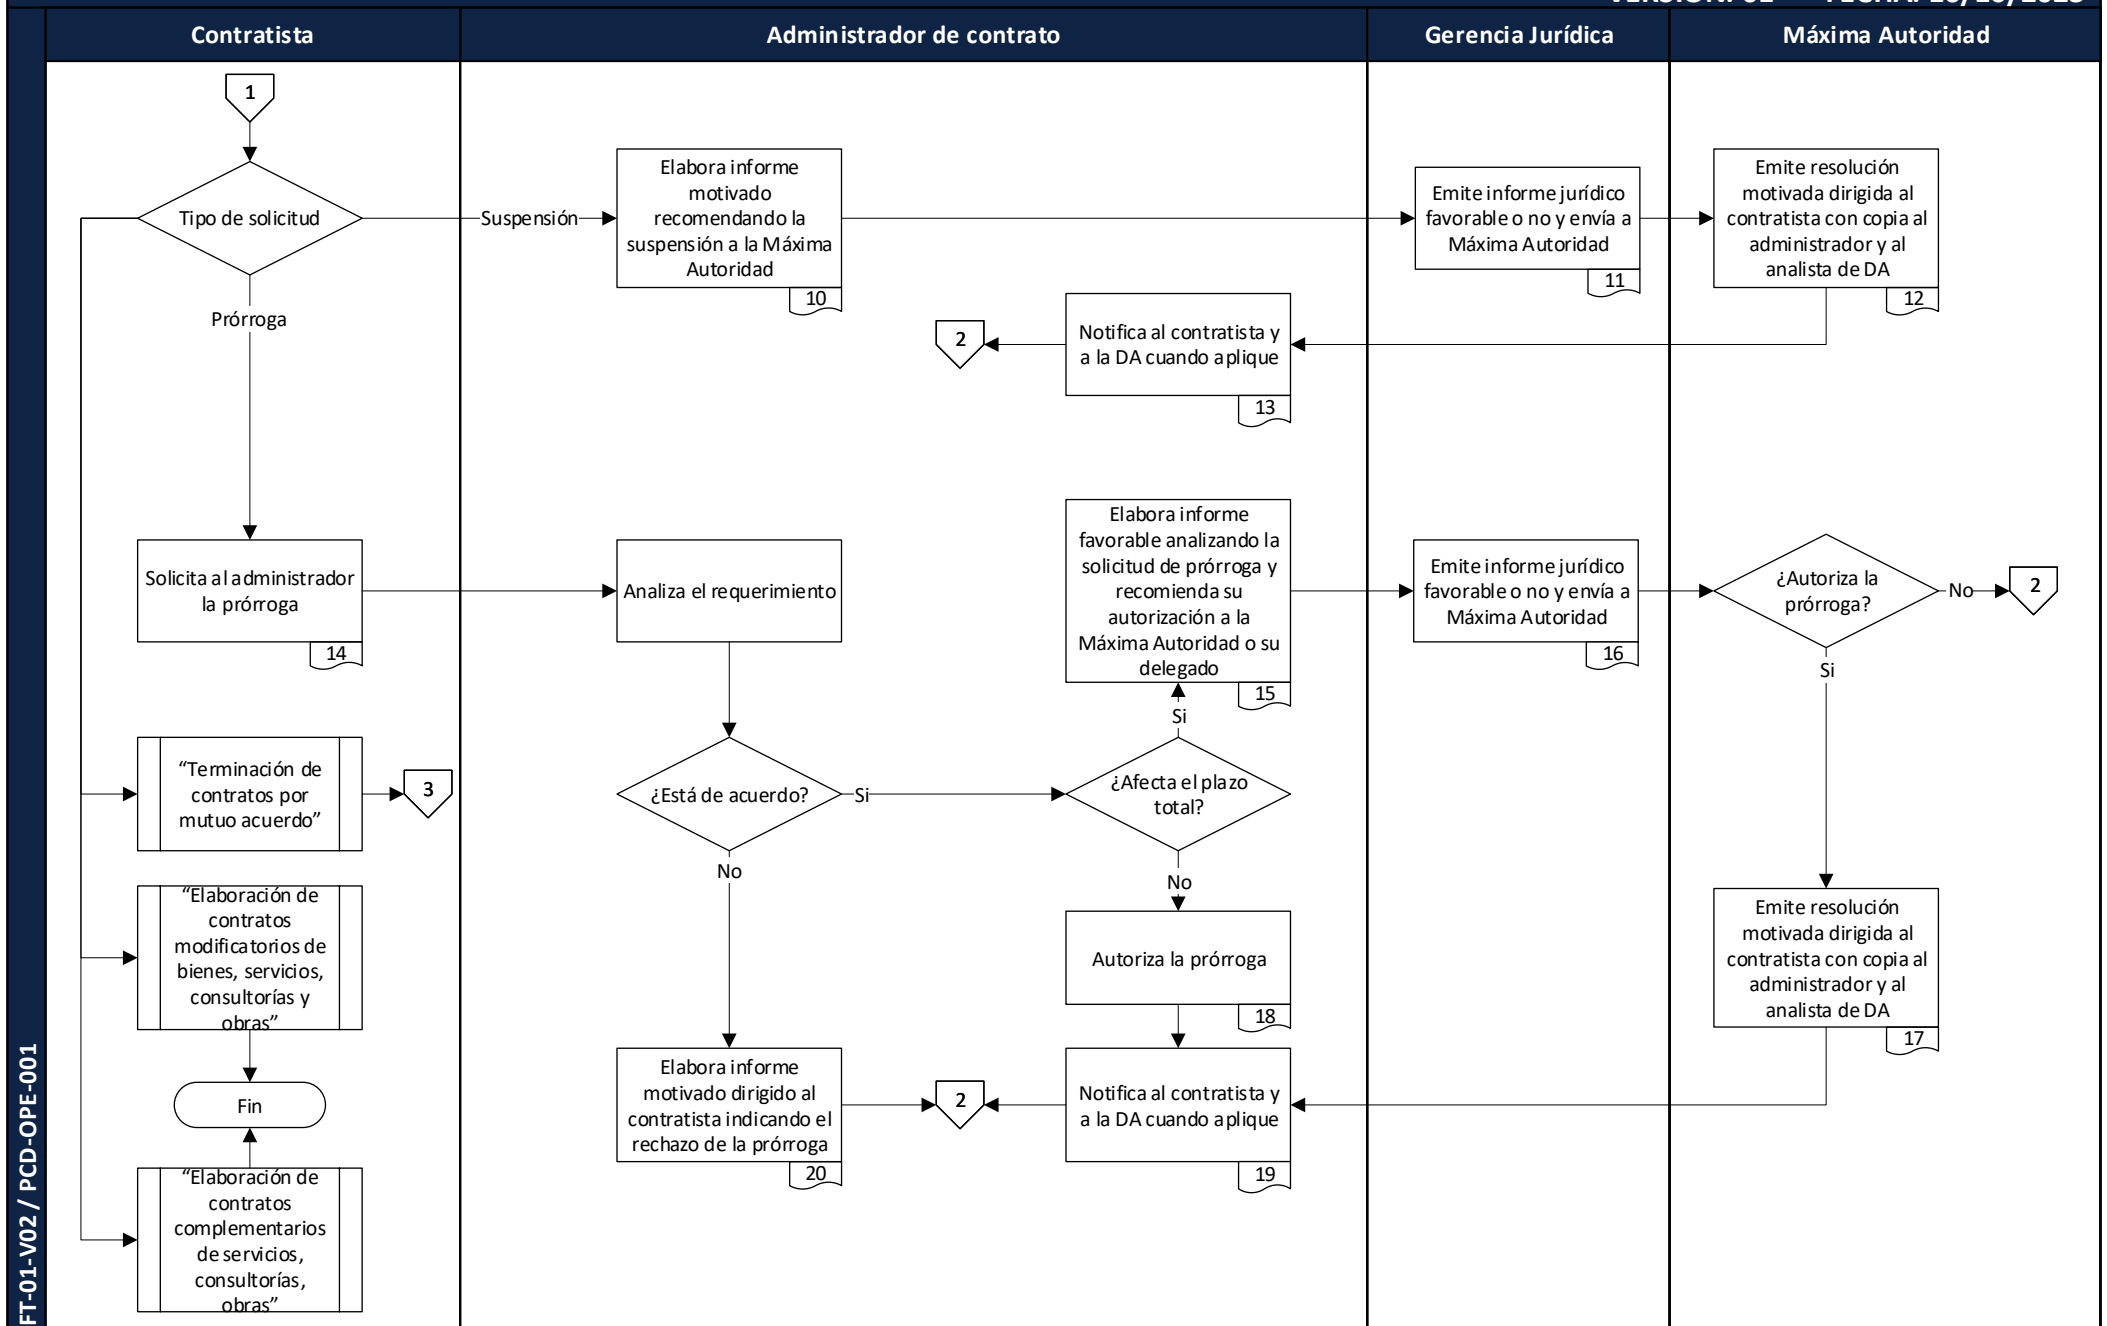 Contratista
Administrador de contrato
Gerencia Jurídica
Máxima Autoridad
1
Tipo de solicitud
Suspensión
Elabora informe
motivado
recomendando la
suspensión a la Máxima
Autoridad
10
Emite informe jurídico
favorable o no y envía a
Máxima Autoridad
11
Emite resolución
motivada dirigida al
contratista con copia al
administrador y al
analista de DA
12
Prórroga
2
Notifica al contratista y
a la DA cuando aplique
13
Solicita al administrador
la prórroga
14
Analiza el requerimiento
Elabora informe
favorable analizando la
solicitud de prórroga y
recomienda su
autorización a la
Máxima Autoridad o su
delegado
15
Emite informe jurídico
favorable o no y envía a
Máxima Autoridad
16
¿Autoriza la
prórroga?
No
2
Si
Si
“Terminación de
contratos por
mutuo acuerdo”
3
¿Está de acuerdo?
Si
¿Afecta el plazo
total?
No
No
“Elaboración de
contratos
modificatorios de
bienes, servicios,
consultorías y
obras”
Autoriza la prórroga
18
Emite resolución
motivada dirigida al
contratista con copia al
administrador y al
analista de DA
17
Fin
Elabora informe
motivado dirigido al
contratista indicando el
rechazo de la prórroga
20
2
Notifica al contratista y
a la DA cuando aplique
19
“Elaboración de
contratos
complementarios
de servicios,
consultorías,
obras”
FT-01-V02 / PCD-OPE-001